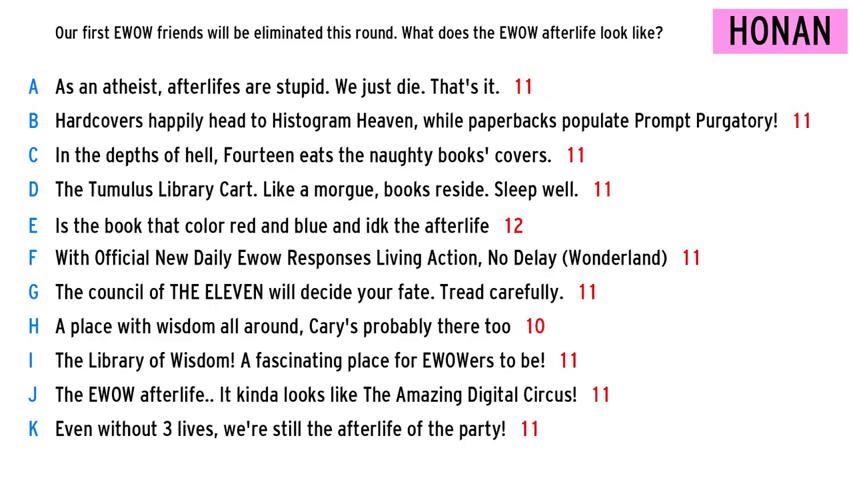 Our first EWOW friends will be eliminated this round. What does the EWOW afterlife look like?
HONAN
A As an atheist, afterlifes are stupid. We just die. That's it. 11
B Hardcovers happily head to Histogram Heaven, while paperbacks populate Prompt Purgatory! 11
C In the depths of hell, Fourteen eats the naughty books' covers. 11
D The Tumulus Library Cart. Like a morgue, books reside. Sleep well. 11
E Is the book that color red and blue and idk the afterlife 12
F With Official New Daily Ewow Responses Living Action, No Delay (Wonderland) 11
G The council of THE ELEVEN will decide your fate. Tread carefully. 11
H A place with wisdom all around, Cary's probably there too 10
I The Library of Wisdom! A fascinating place for EWOWers to be! 11
J The EWOW afterlife.. It kinda looks like The Amazing Digital Circus! 11
K Even without 3 lives, we're still the afterlife of the party! 11